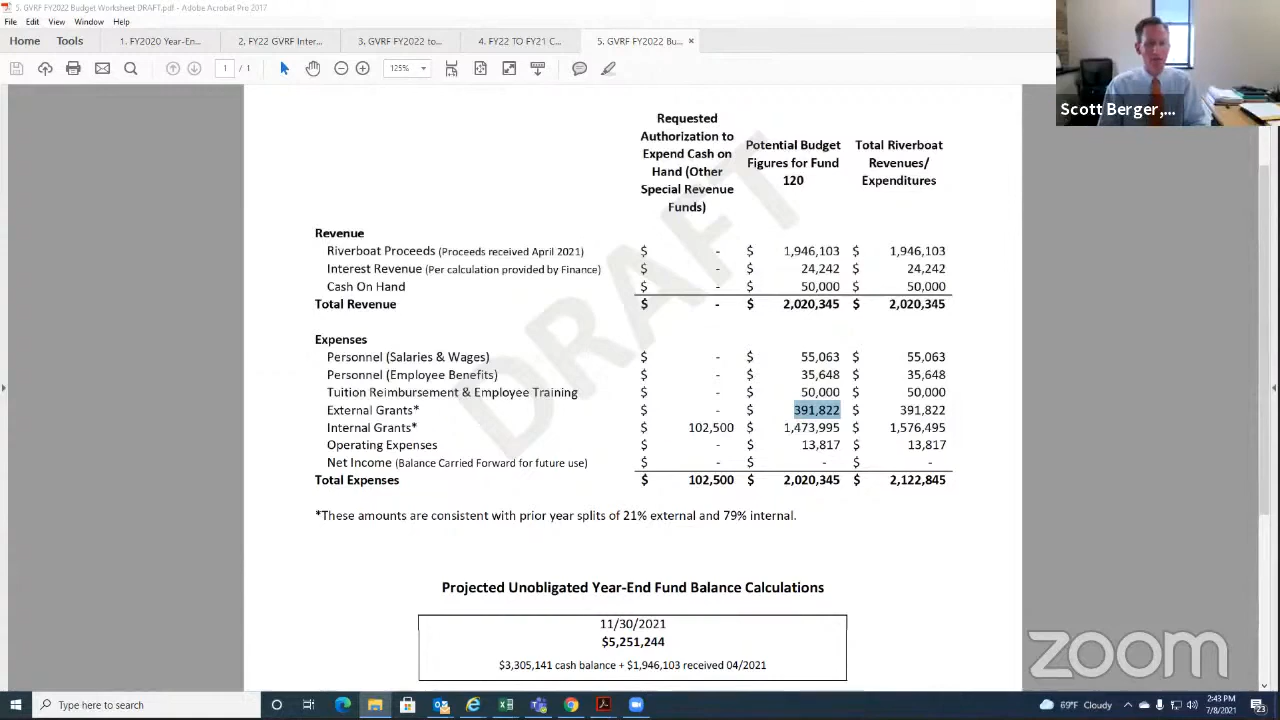 5. GVRF FY2022 Budget Worksheet DRAFT.pdf - Adobe Acrobat Pro 2017
File Edit View Window Help
Home Tools 1. FY2020 Year-En... 2. FY22 GVRF Inter... 3. GVRF FY2022 to... 4. FY22 TO FY21 C... 5. GVRF FY2022 Bu... ×
1 / 1 125%
Scott Berger,...
Requested
Authorization to
Expend Cash on
Hand (Other
Special Revenue
Funds)
Potential Budget
Figures for Fund
120
Total Riverboat
Revenues/
Expenditures
Revenue
Riverboat Proceeds (Proceeds received April 2021) $ - $ 1,946,103 $ 1,946,103
Interest Revenue (Per calculation provided by Finance) $ - $ 24,242 $ 24,242
Cash On Hand $ - $ 50,000 $ 50,000
Total Revenue $ - $ 2,020,345 $ 2,020,345
Expenses
Personnel (Salaries & Wages) $ - $ 55,063 $ 55,063
Personnel (Employee Benefits) $ - $ 35,648 $ 35,648
Tuition Reimbursement & Employee Training $ - $ 50,000 $ 50,000
External Grants* $ - $ 391,822 $ 391,822
Internal Grants* $ 102,500 $ 1,473,995 $ 1,576,495
Operating Expenses $ - $ 13,817 $ 13,817
Net Income (Balance Carried Forward for future use) $ - $ - $ -
Total Expenses $ 102,500 $ 2,020,345 $ 2,122,845
*These amounts are consistent with prior year splits of 21% external and 79% internal.
DRAFT
Projected Unobligated Year-End Fund Balance Calculations
11/30/2021
$5,251,244
$3,305,141 cash balance + $1,946,103 received 04/2021
zoom
Type here to search
69°F Cloudy
2:43 PM
7/8/2021
23